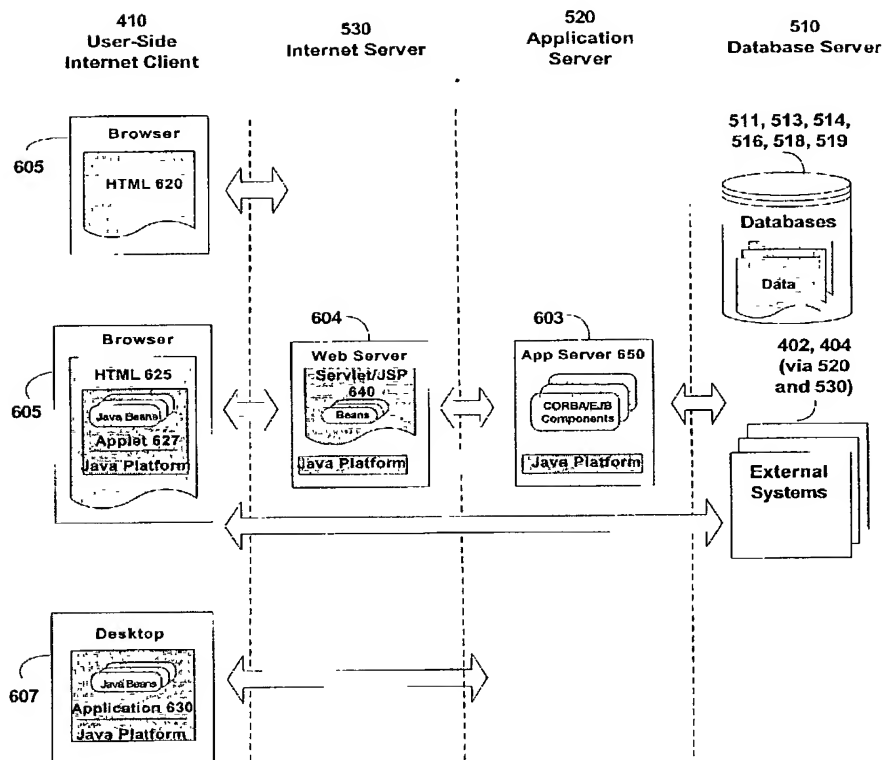 410
User-Side
Internet Client
530
Internet Server
520
Application
Server
510
Database Server
605
Browser
HTML 620
511, 513, 514,
516, 518, 519
Databases
Data
605
Browser
HTML 625
Java Beans
Applet 627
Java Platform
604
Web Server
Servlet/JSP
640
Beans
Java Platform
603
App Server 650
CORBA/EJB
Components
Java Platform
402, 404
(via 520
and 530)
External
Systems
607
Desktop
Java Beans
Application 630
Java Platform